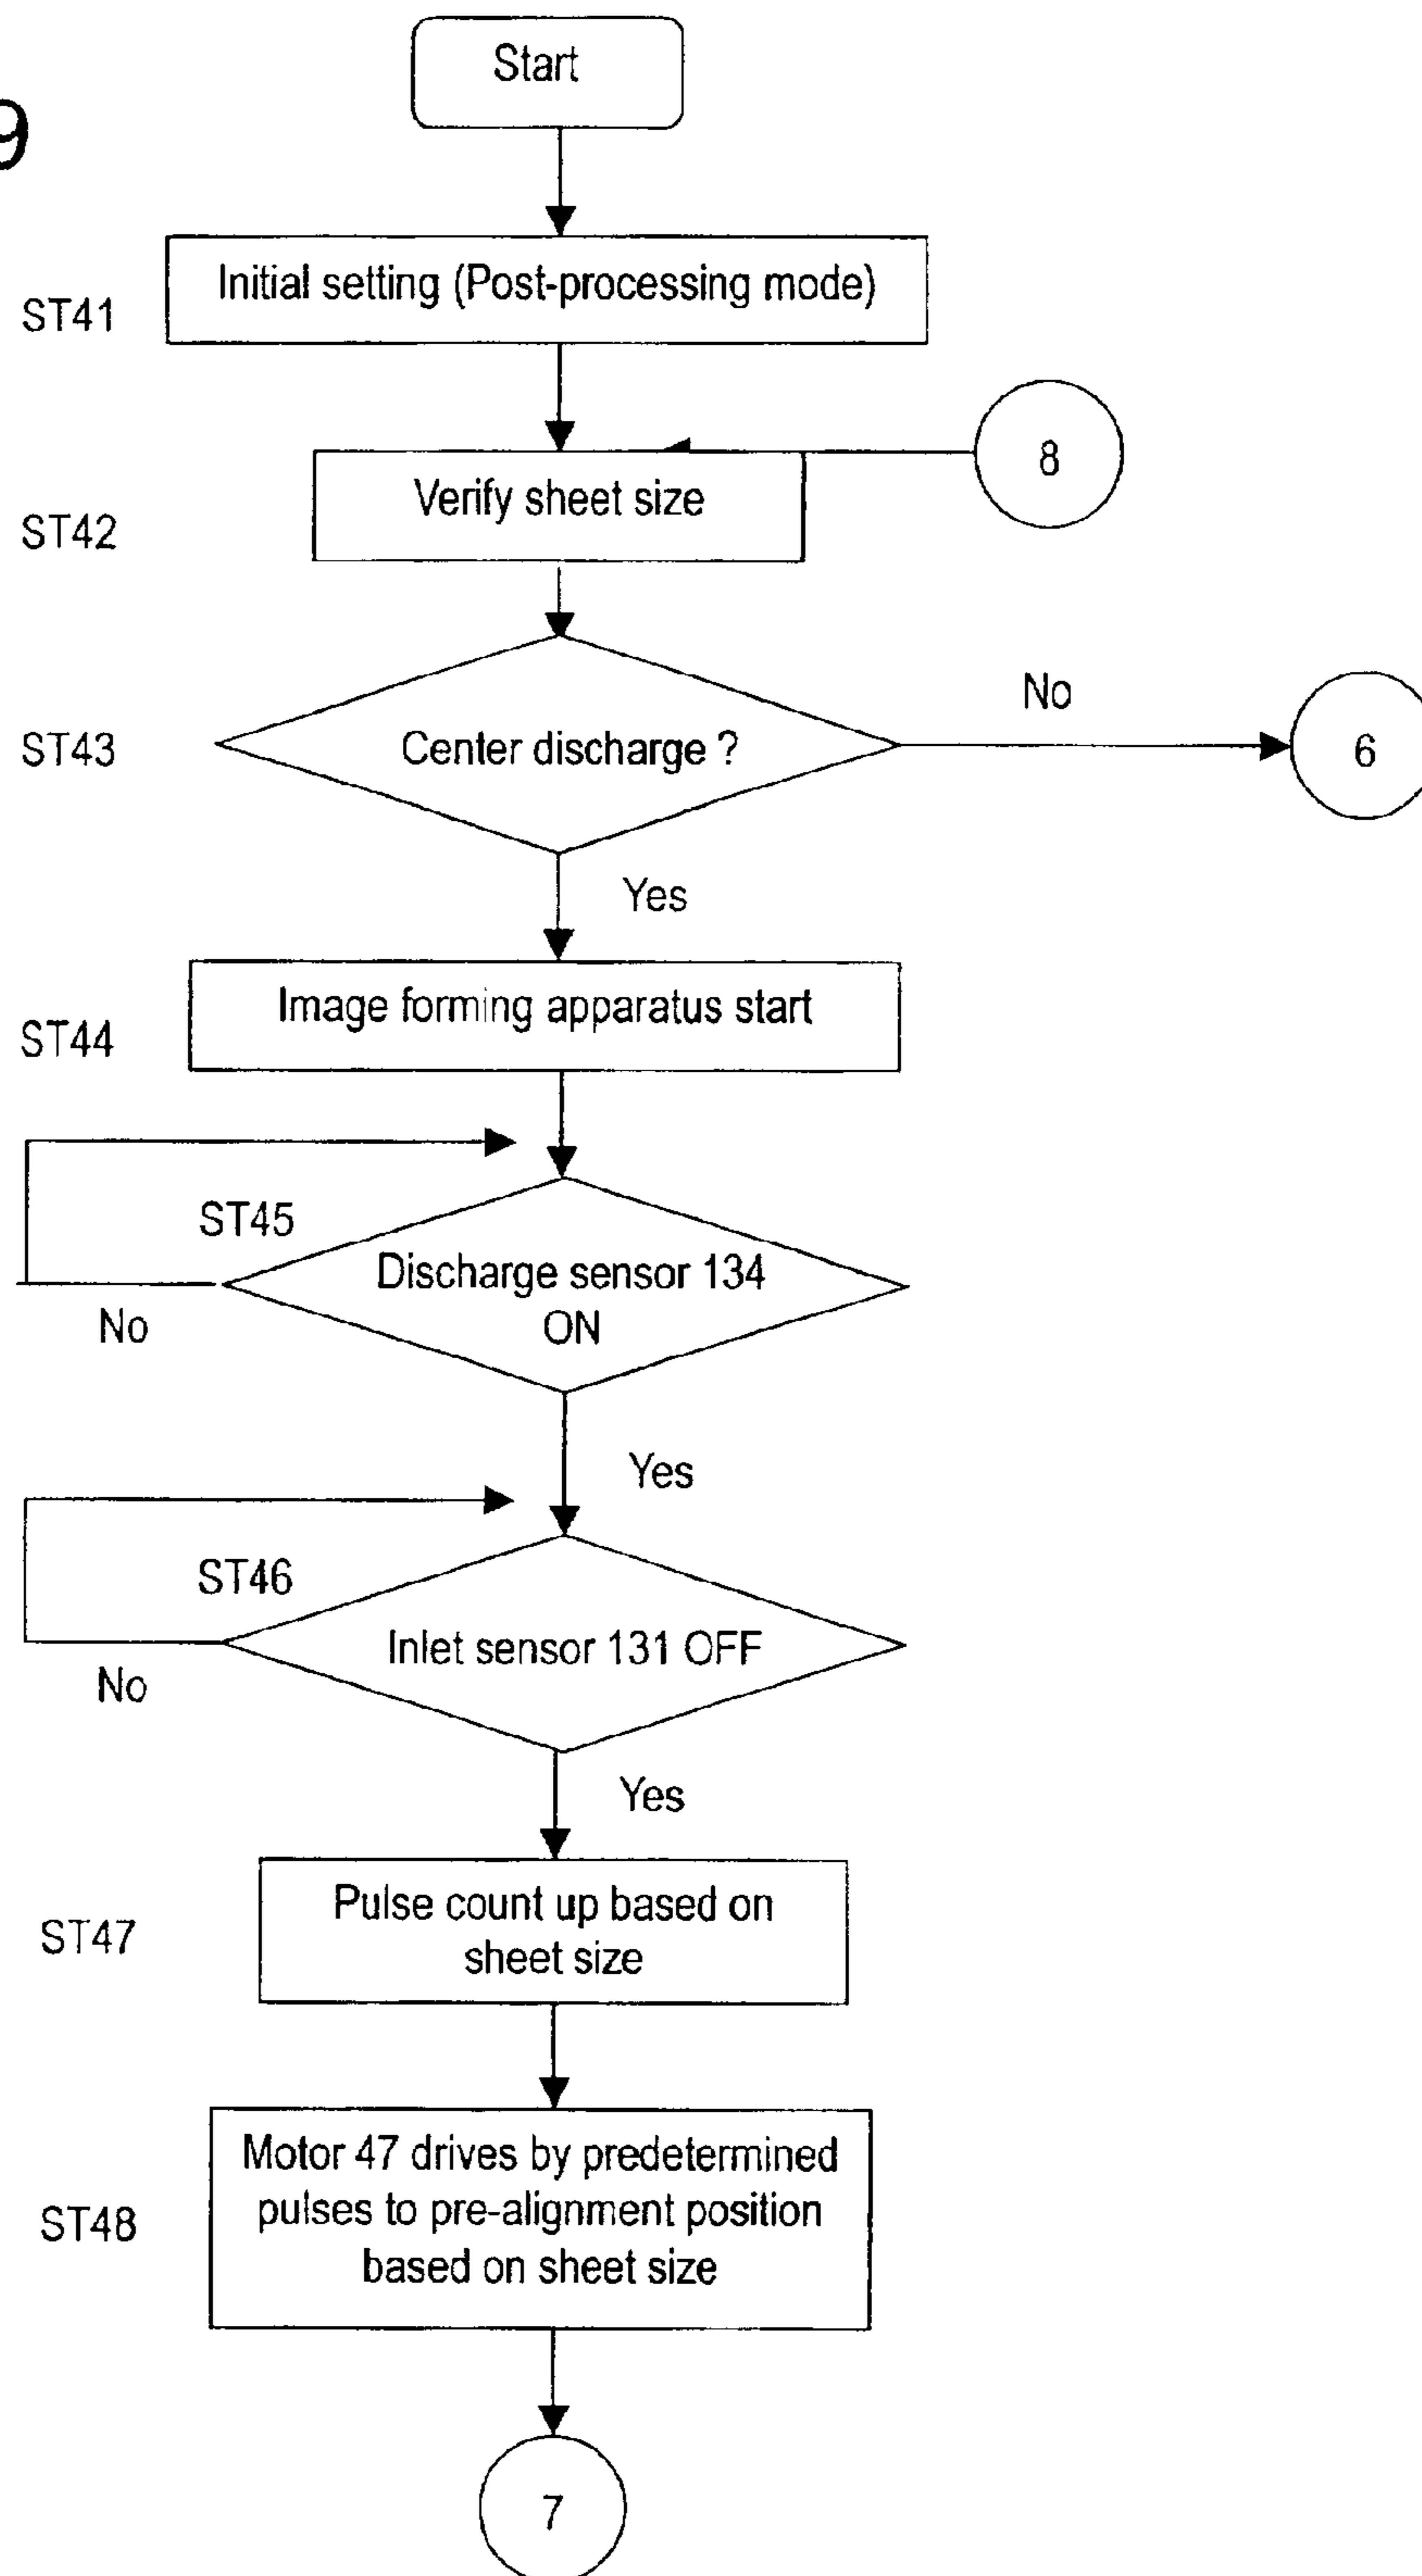 Start
9
Initial setting (Post-processing mode)
ST41
8
Verify sheet size
ST42
No
Center discharge ?
ST43
6
Yes
Image forming apparatus start
ST44
ST45
Discharge sensor 134
ON
No
Yes
ST46
Inlet sensor 131 OFF
No
Yes
Pulse count up based on
sheet size
ST47
Motor 47 drives by predetermined
pulses to pre-alignment position
based on sheet size
ST48
7